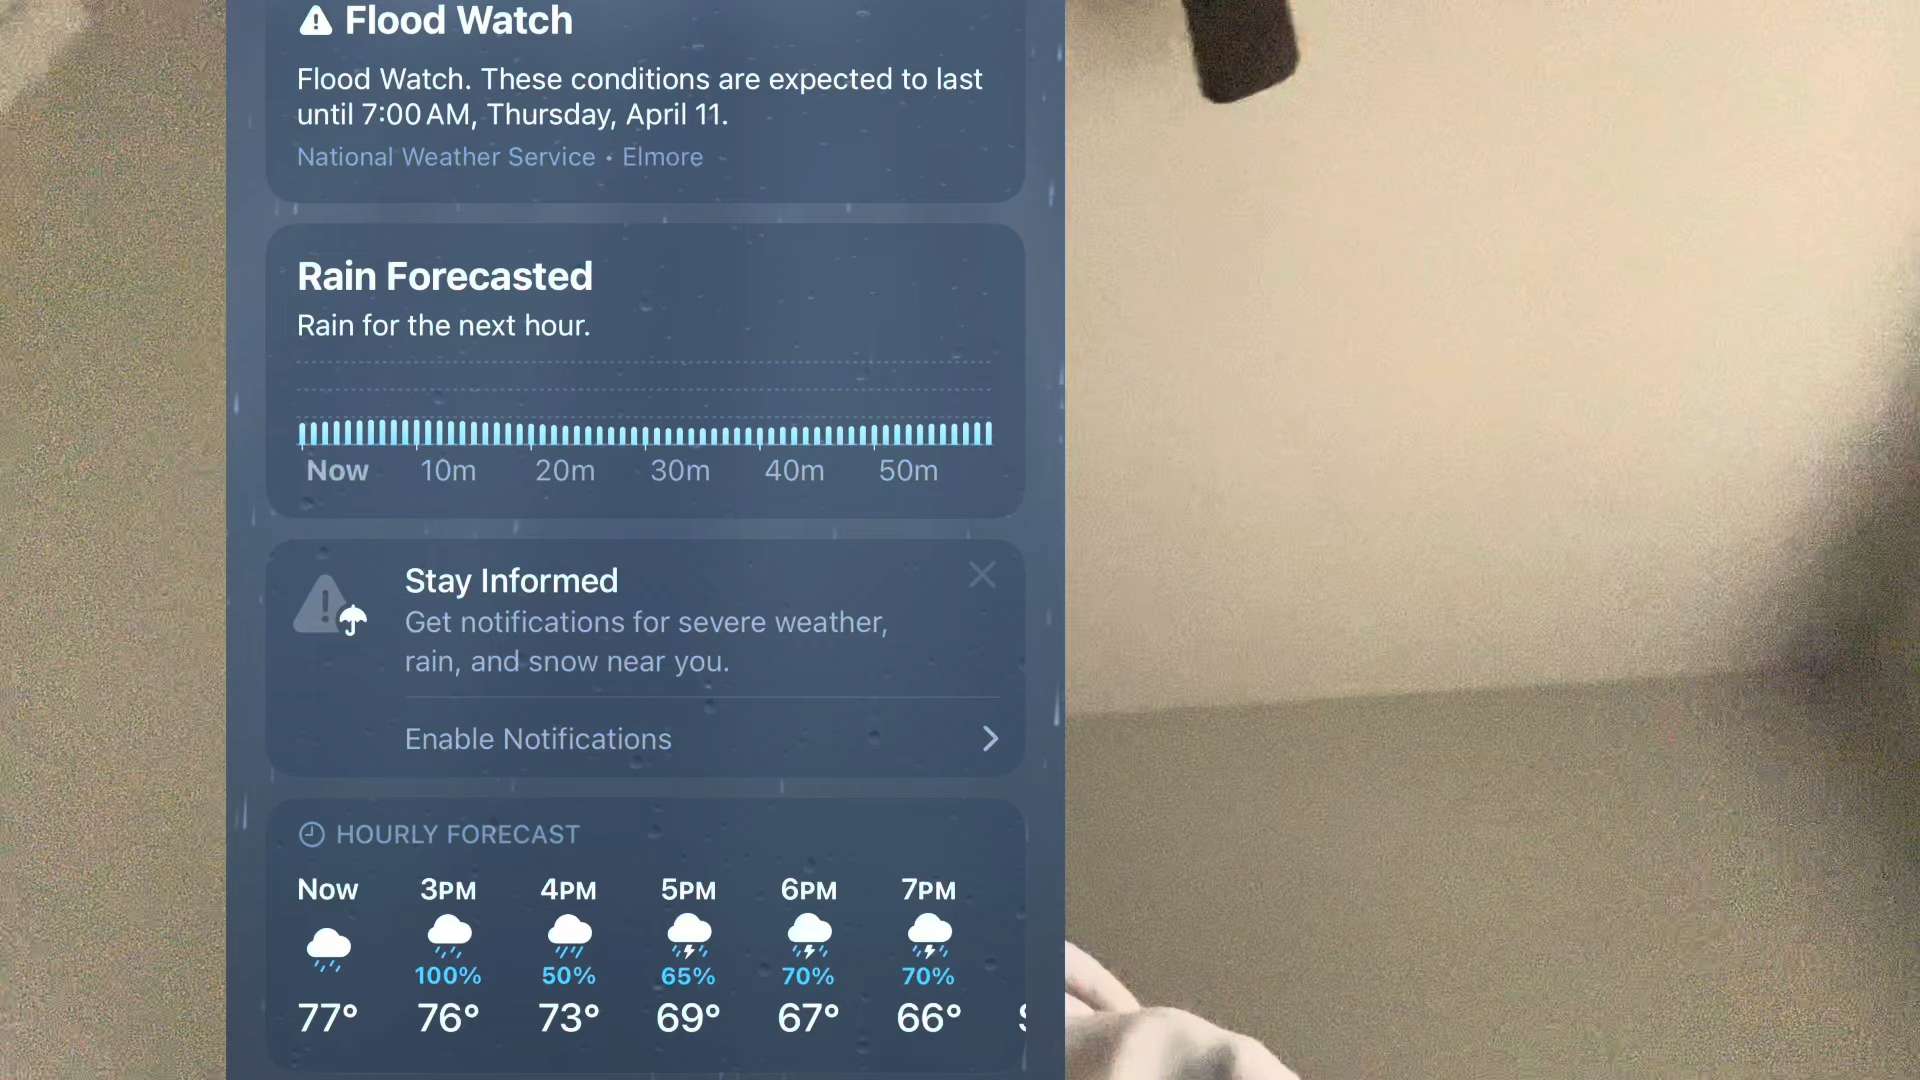 Flood Watch
Flood Watch. These conditions are expected to last
until 7:00 AM, Thursday, April 11.
National Weather Service • Elmore
Rain Forecasted
Rain for the next hour.
Now 10m 20m 30m 40m 50m
Stay Informed
Get notifications for severe weather,
rain, and snow near you.
Enable Notifications
HOURLY FORECAST
Now 3PM 4PM 5PM 6PM 7PM
100% 50% 65% 70% 70%
77° 76° 73° 69° 67° 66°